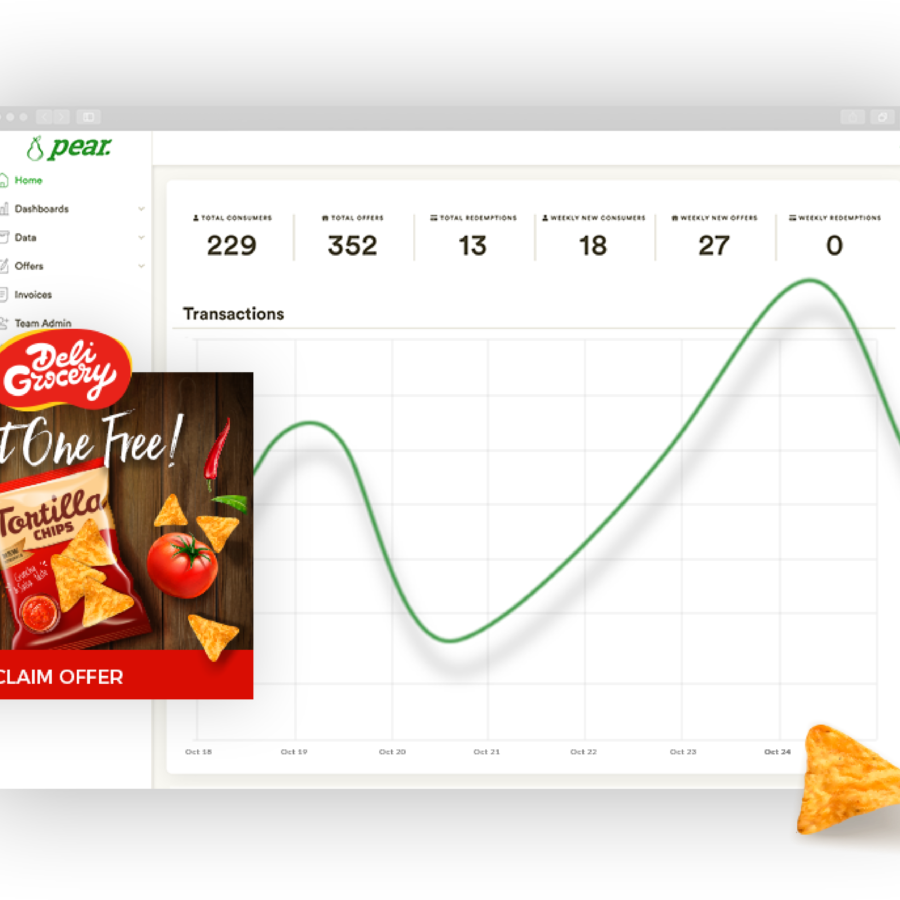 pear.
Home
Dashboards
Data
Offers
Invoices
Team Admin
TOTAL CONSUMERS
229
TOTAL OFFERS
352
TOTAL REDEMPTIONS
13
WEEKLY NEW CONSUMERS
18
WEEKLY NEW OFFERS
27
WEEKLY REDEMPTIONS
0
Transactions
Deli
Grocery
t One Free!
Tortilla
CHIPS
CLAIM OFFER
Oct 18 Oct 19 Oct 20 Oct 21 Oct 22 Oct 23 Oct 24